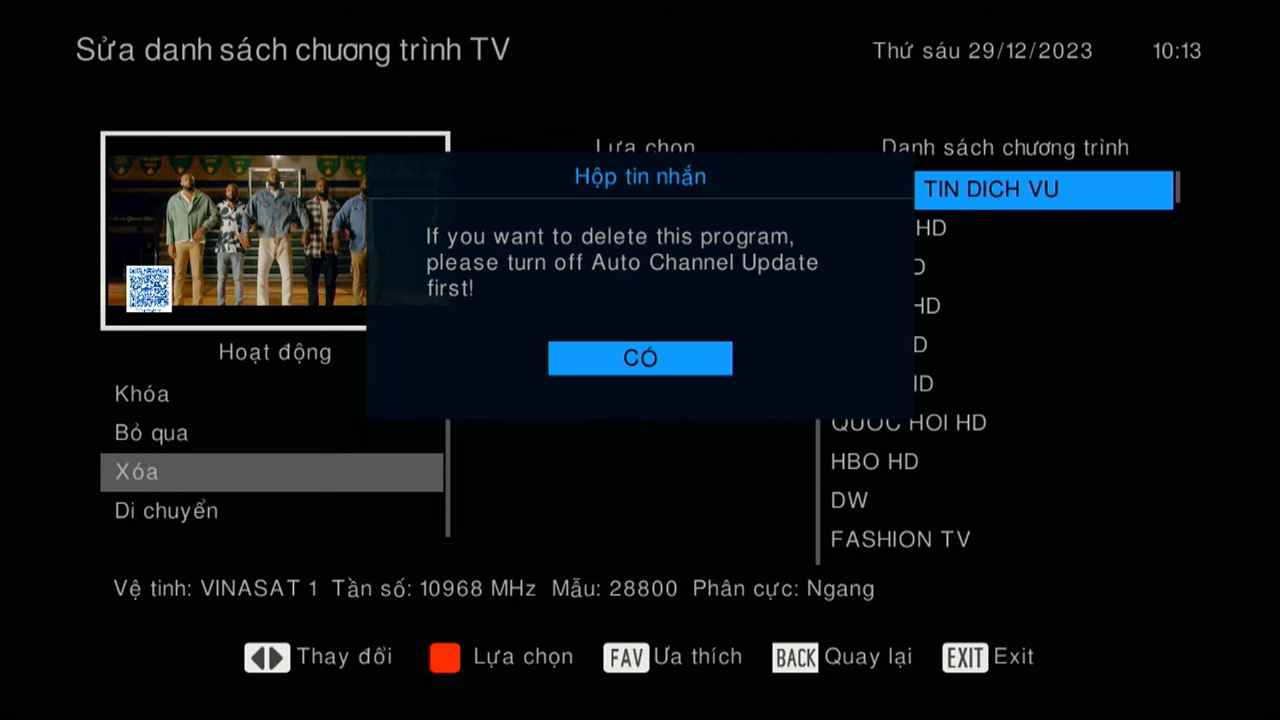 Sửa danh sách chương trình TV
Thứ sáu 29/12/2023 10:13
Lựa chọn
Danh sách chương trình
Hộp tin nhắn
TIN DICH VU
If you want to delete this program,
please turn off Auto Channel Update
first!
CÓ
HD
HD
Hoạt động
Khóa
Bỏ qua
Xóa
Di chuyển
QUOC HOI HD
HBO HD
DW
FASHION TV
Vệ tinh: VINASAT 1 Tần số: 10968 MHz Mẫu: 28800 Phân cực: Ngang
Thay đổi
Lựa chọn
FAV Ưa thích
BACK Quay lại
EXIT Exit